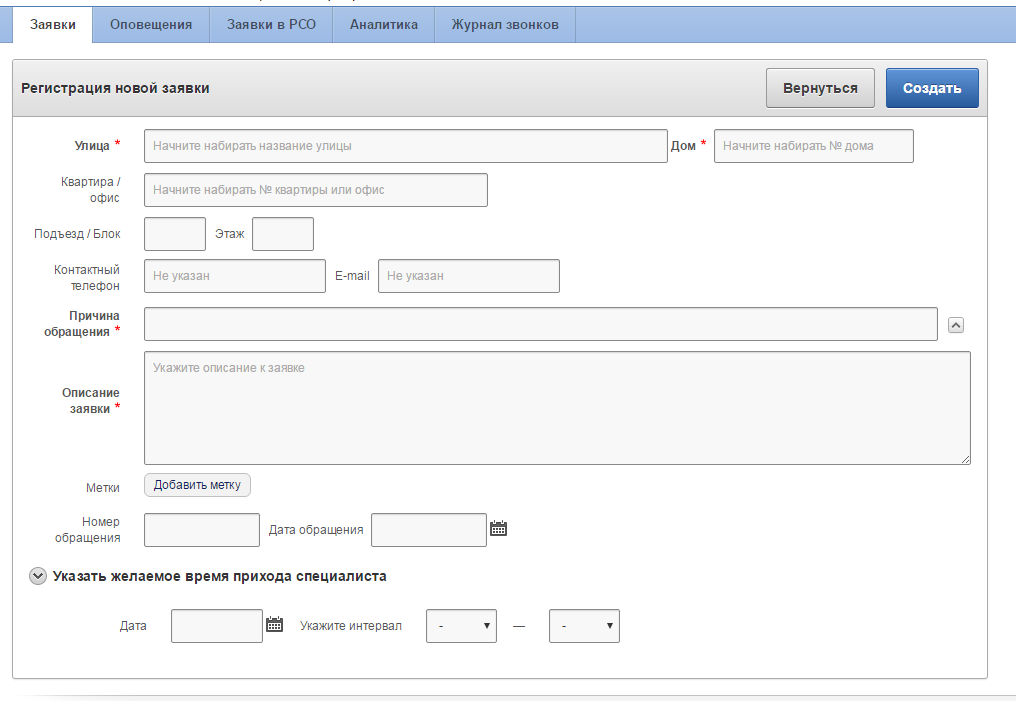 Заявки Оповещения Заявки в РСО Аналитика Журнал звонков
Регистрация новой заявки Вернуться Создать
Улица * Начните набирать название улицы Дом * Начните набирать № дома
Квартира /
офис Начните набирать № квартиры или офис
Подъезд / Блок Этаж
Контактный
телефон Не указан E-mail Не указан
Причина
обращения *
Укажите описание к заявке
Описание
заявки *
Метки Добавить метку
Номер
обращения Дата обращения
Указать желаемое время прихода специалиста
Дата Укажите интервал - — -